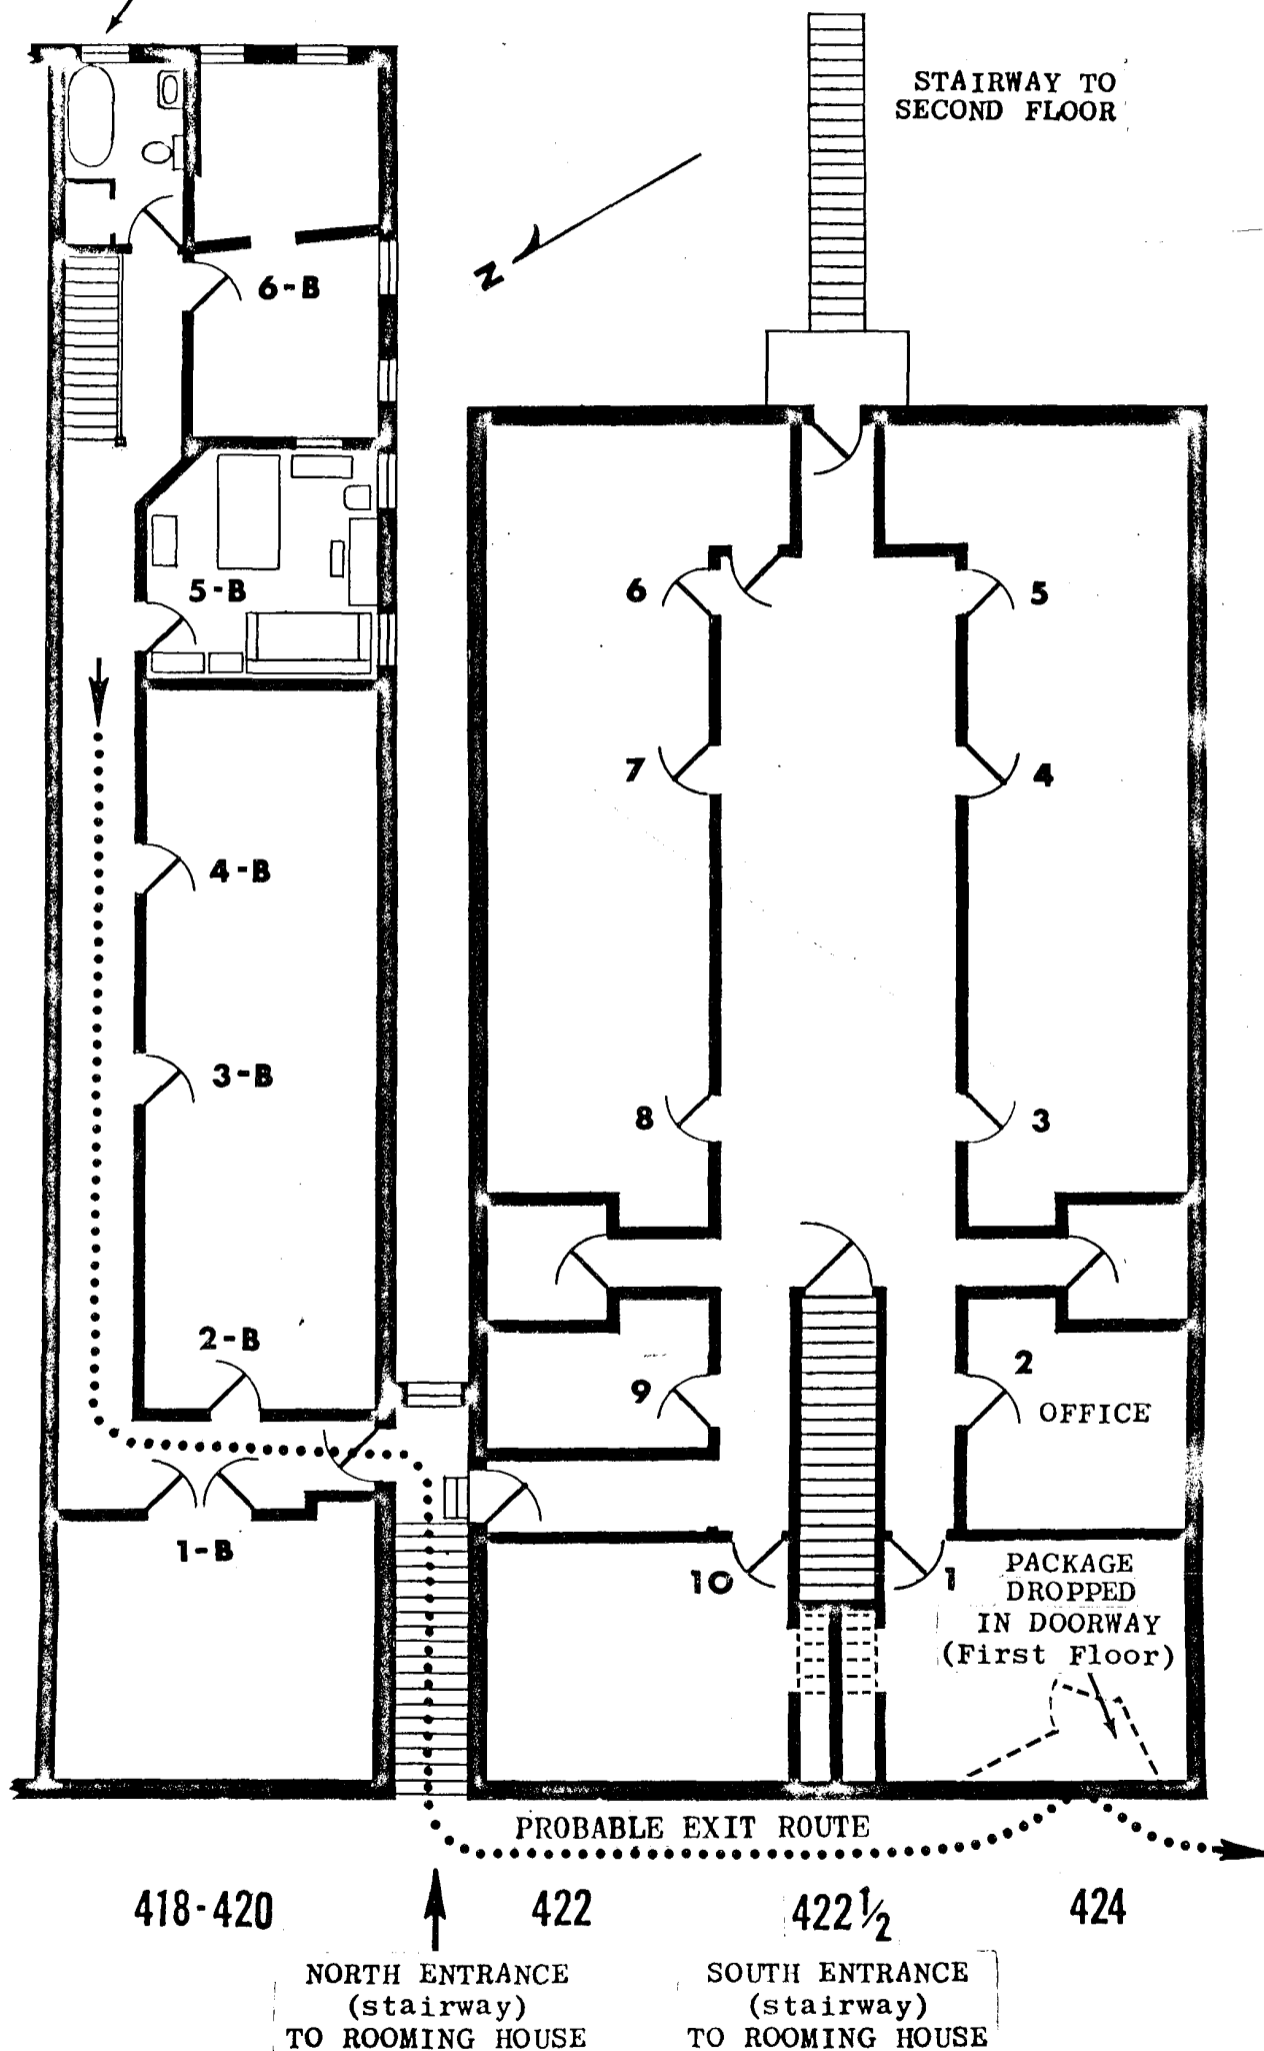 STAIRWAY TO
SECOND FLOOR
N
6-B
5-B
6
5
7
4
4-B
3-B
8
3
2-B
2
9
OFFICE
1-B
10
1
PACKAGE
DROPPED
IN DOORWAY
(First Floor)
PROBABLE EXIT ROUTE
418-420
422
422½
424
NORTH ENTRANCE
(stairway)
TO ROOMING HOUSE
SOUTH ENTRANCE
(stairway)
TO ROOMING HOUSE